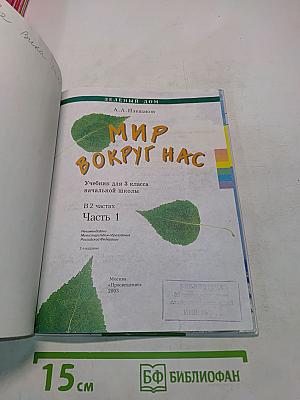 ЗЕЛЕНЫЙ ДОМ
А. А. Плешаков
МИР
ВОКРУГ НАС
Учебник для 3 класса
начальной школы
В 2 частях
Часть 1
Рекомендовано
Министерством образования
Российской Федерации
Москва
«Просвещение»
2003
15 см
БФ БИБЛИОФАН